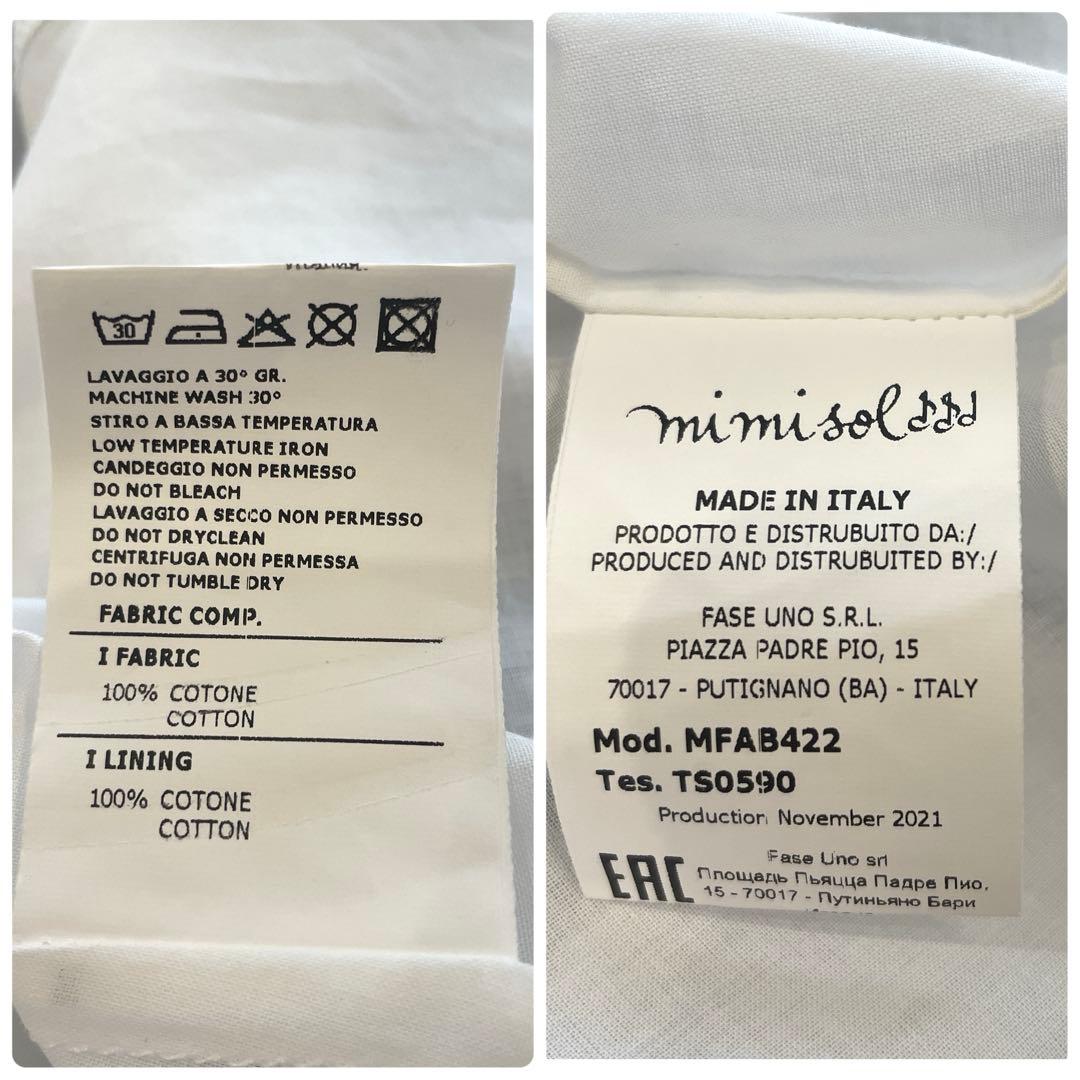 30
LAVAGGIO A 30° GR.
MACHINE WASH 30°
STIRO A BASSA TEMPERATURA
LOW TEMPERATURE IRON
CANDEGGIO NON PERMESSO
DO NOT BLEACH
LAVAGGIO A SECCO NON PERMESSO
DO NOT DRYCLEAN
CENTRIFUGA NON PERMESSA
DO NOT TUMBLE DRY
FABRIC COMP.
I FABRIC
100% COTONE
COTTON
I LINING
100% COTONE
COTTON
mimisol
MADE IN ITALY
PRODOTTO E DISTRUBUITO DA:/
PRODUCED AND DISTRUBUITED BY:/
FASE UNO S.R.L.
PIAZZA PADRE PIO, 15
70017 - PUTIGNANO (BA) - ITALY
Mod. MFAB422
Tes. TS0590
Production November 2021
EAC
Fase Uno srl
Площадь Пьяцца Падре Пио,
15 - 70017 - Путиньяно Бари